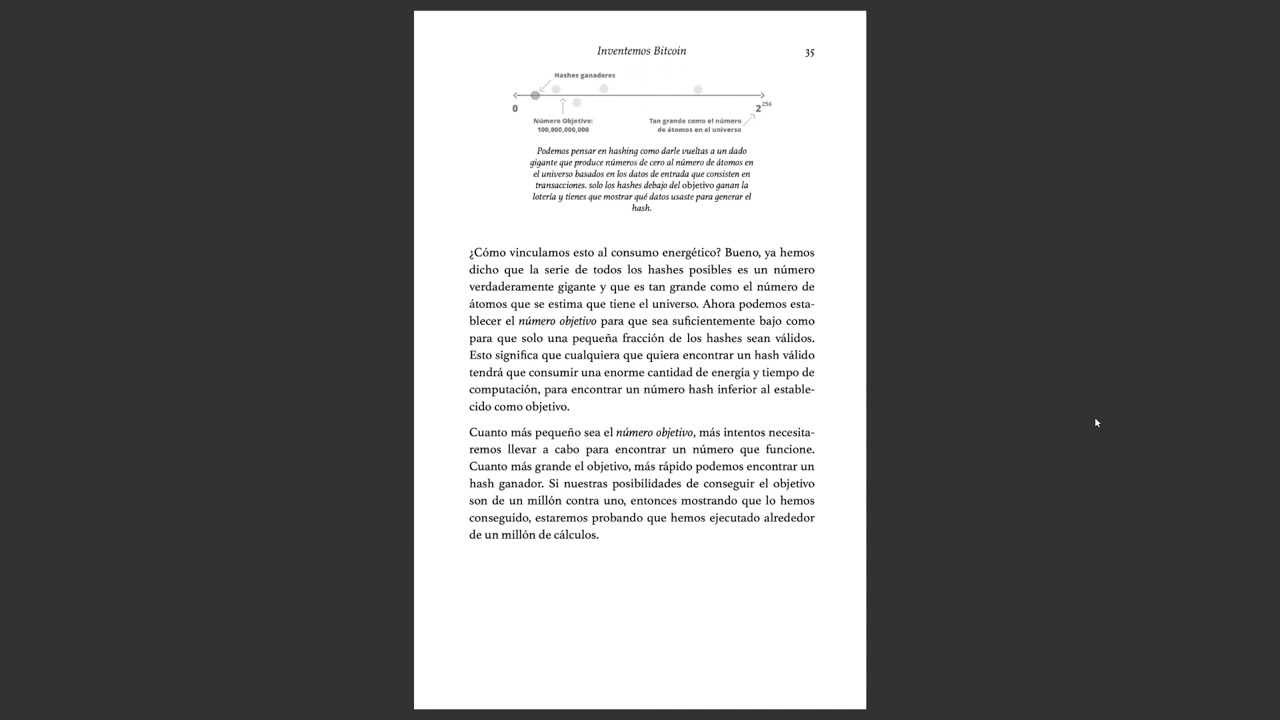 Inventemos Bitcoin
35
Hashes ganadores
0
2^256
Número Objetivo:
100,000,000,000
Tan grande como el número
de átomos en el universo
Podemos pensar en hashing como darle vueltas a un dado
gigante que produce números de cero al número de átomos en
el universo basados en los datos de entrada que consisten en
transacciones. solo los hashes debajo del objetivo ganan la
lotería y tienes que mostrar qué datos usaste para generar el
hash.
¿Cómo vinculamos esto al consumo energético? Bueno, ya hemos
dicho que la serie de todos los hashes posibles es un número
verdaderamente gigante y que es tan grande como el número de
átomos que se estima que tiene el universo. Ahora podemos esta-
blecer el número objetivo para que sea suficientemente bajo como
para que solo una pequeña fracción de los hashes sean válidos.
Esto significa que cualquiera que quiera encontrar un hash válido
tendrá que consumir una enorme cantidad de energía y tiempo de
computación, para encontrar un número hash inferior al estable-
cido como objetivo.
Cuanto más pequeño sea el número objetivo, más intentos necesita-
remos llevar a cabo para encontrar un número que funcione.
Cuanto más grande el objetivo, más rápido podemos encontrar un
hash ganador. Si nuestras posibilidades de conseguir el objetivo
son de un millón contra uno, entonces mostrando que lo hemos
conseguido, estaremos probando que hemos ejecutado alrededor
de un millón de cálculos.